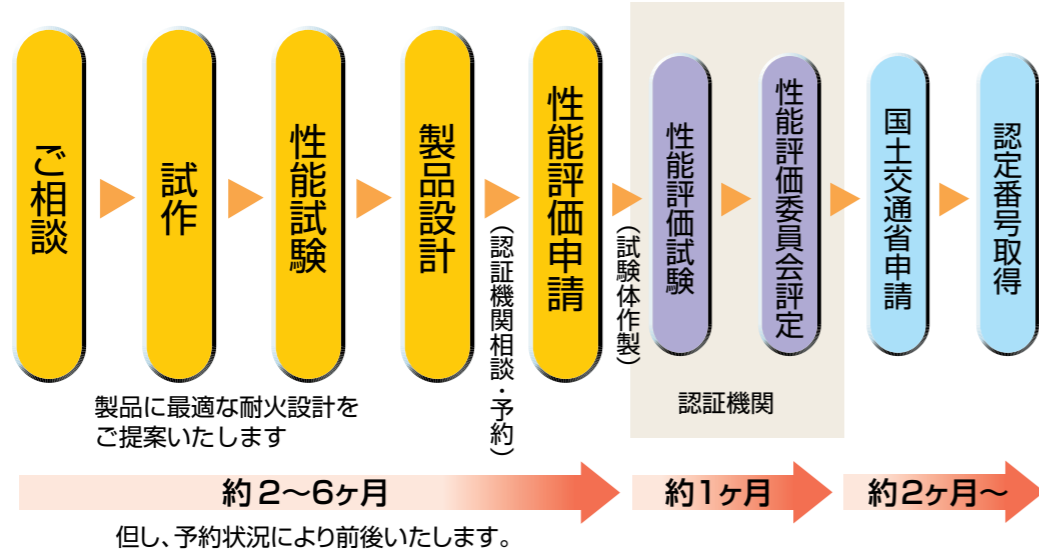 ご相談
試作
性能試験
製品設計
(認証機関相談・予約)
性能評価申請
(試験体作製)
性能評価試験
性能評価委員会評定
国土交通省申請
認定番号取得
製品に最適な耐火設計を
ご提案いたします
認証機関
約2〜6ヶ月
約1ヶ月
約2ヶ月〜
但し、予約状況により前後いたします。